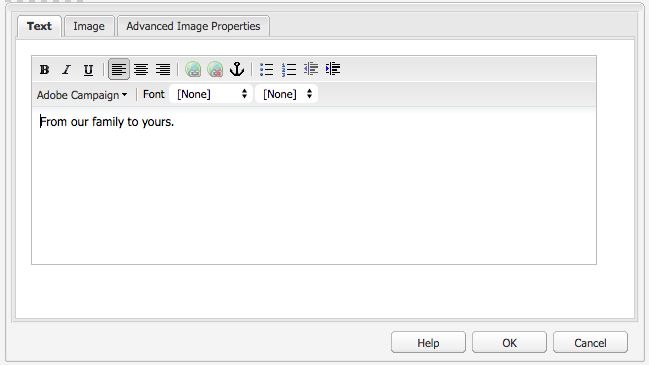 Text Image Advanced Image Properties
B I U
Adobe Campaign Font [None] [None]
From our family to yours.
Help OK Cancel